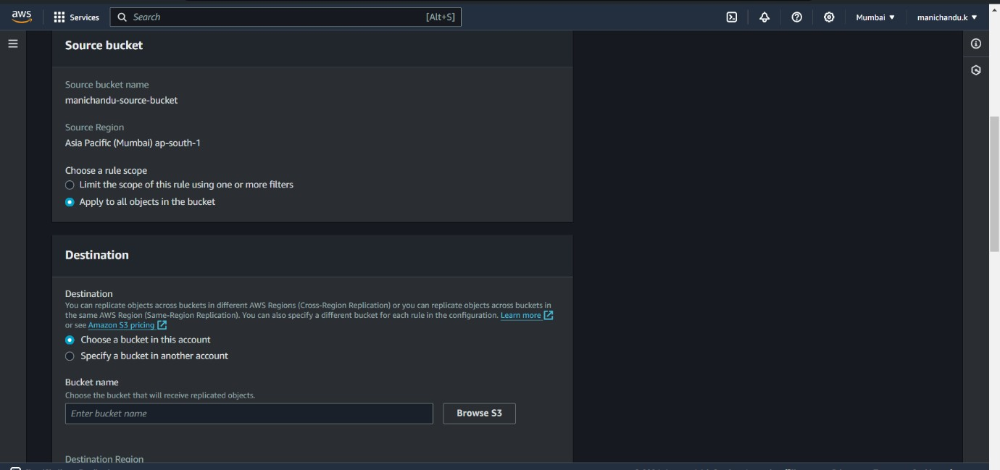 aws
Services
Search
[Alt+S]
Mumbai
manichandu.k
Source bucket
Source bucket name
manichandu-source-bucket
Source Region
Asia Pacific (Mumbai) ap-south-1
Choose a rule scope
Limit the scope of this rule using one or more filters
Apply to all objects in the bucket
Destination
Destination
You can replicate objects across buckets in different AWS Regions (Cross-Region Replication) or you can replicate objects across buckets in
the same AWS Region (Same-Region Replication). You can also specify a different bucket for each rule in the configuration. Learn more
or see Amazon S3 pricing
Choose a bucket in this account
Specify a bucket in another account
Bucket name
Choose the bucket that will receive replicated objects.
Enter bucket name
Browse S3
Destination Region